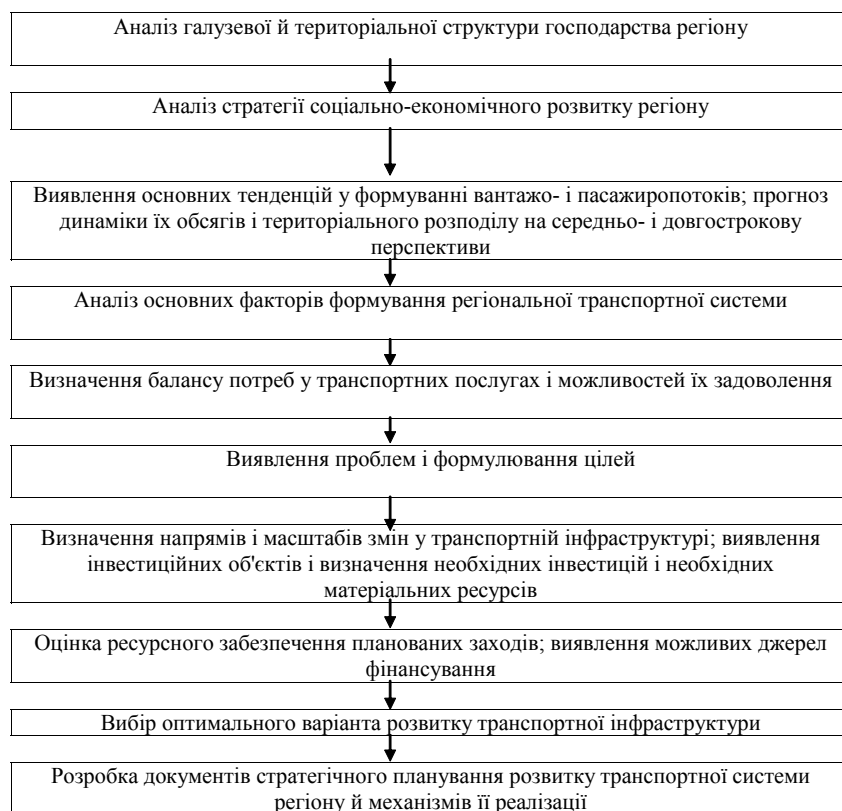 Аналіз галузевої й територіальної структури господарства регіону
Аналіз стратегії соціально-економічного розвитку регіону
Виявлення основних тенденцій у формуванні вантажо- і пасажиропотоків; прогноз
динаміки їх обсягів і територіального розподілу на середньо- і довгострокову
перспективи
Аналіз основних факторів формування регіональної транспортної системи
Визначення балансу потреб у транспортних послугах і можливостей їх задоволення
Виявлення проблем і формулювання цілей
Визначення напрямів і масштабів змін у транспортній інфраструктурі; виявлення
інвестиційних об'єктів і визначення необхідних інвестицій і необхідних
матеріальних ресурсів
Оцінка ресурсного забезпечення планованих заходів; виявлення можливих джерел
фінансування
Вибір оптимального варіанта розвитку транспортної інфраструктури
Розробка документів стратегічного планування розвитку транспортної системи
регіону й механізмів її реалізації